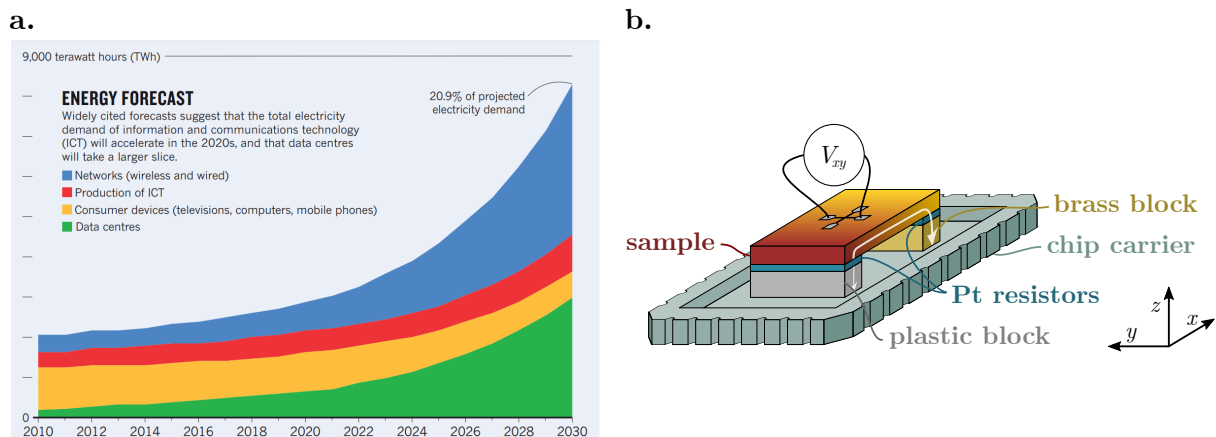 a.
9,000 terawatt hours (TWh)
ENERGY FORECAST
Widely cited forecasts suggest that the total electricity
demand of information and communications technology
(ICT) will accelerate in the 2020s, and that data centres
will take a larger slice.
Networks (wireless and wired)
Production of ICT
Consumer devices (televisions, computers, mobile phones)
Data centres
20.9% of projected
electricity demand
0
2010 2012 2014 2016 2018 2020 2022 2024 2026 2028 2030
b.
Vxy
sample
brass block
chip carrier
Pt resistors
plastic block
z
x
y